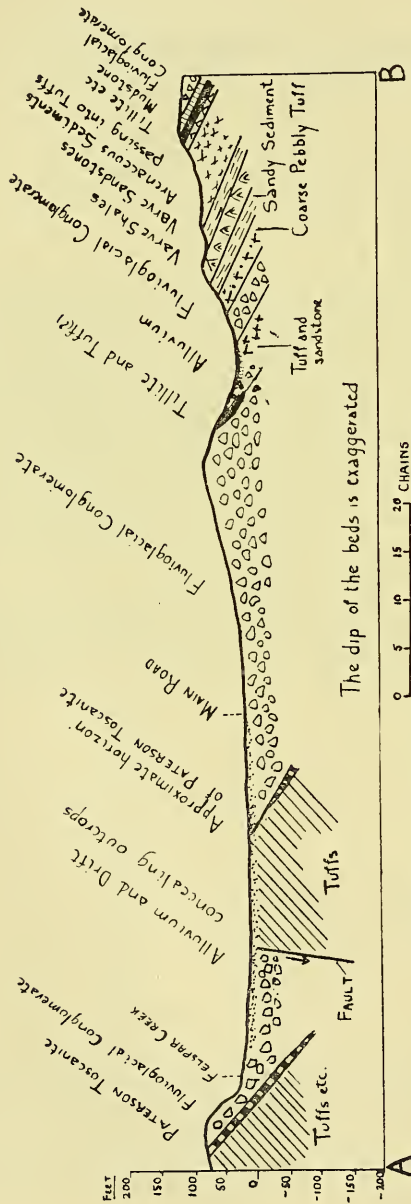 FEET
200
150
100
50
0
-50
-100
-150
-200
A
PATERSON TOSCANITE
Fluvioglacial Conglomerate
FELSPAR CREEK
Alluvium and Drift
concealing outcrops
Approximate horizon
of PATERSON TOSCANITE
MAIN ROAD
Fluvioglacial Conglomerate
Tillite and Tuff(?)
Alluvium
Fluvioglacial Conglomerate
Varve Shales
Varve Sandstones
Arenaceous Sediments
passing into Tuffs
Tillite etc
Mudstone
Fluvioglacial
Conglomerate
Tuffs etc.
FAULT
Tuffs
Tuff and
sandstone
Sandy Sediment
Coarse Pebbly Tuff
B
The dip of the beds is exaggerated
0 5 10 15 20 CHAINS